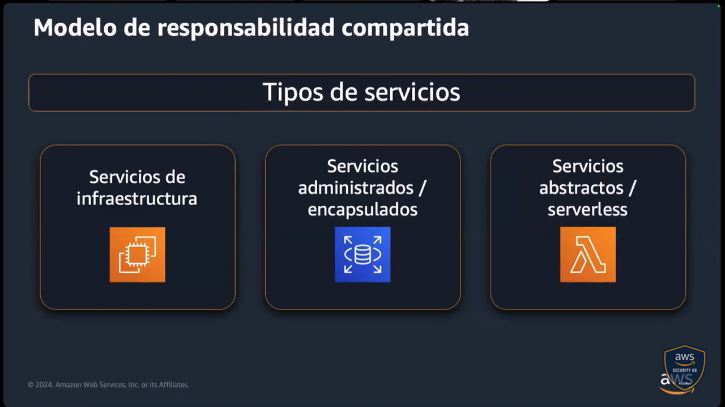 Modelo de responsabilidad compartida
Tipos de servicios
Servicios de
infraestructura
Servicios
administrados /
encapsulados
Servicios
abstractos /
serverless
© 2024, Amazon Web Services, Inc. or its Affiliates.
aws
SECURITY
aws